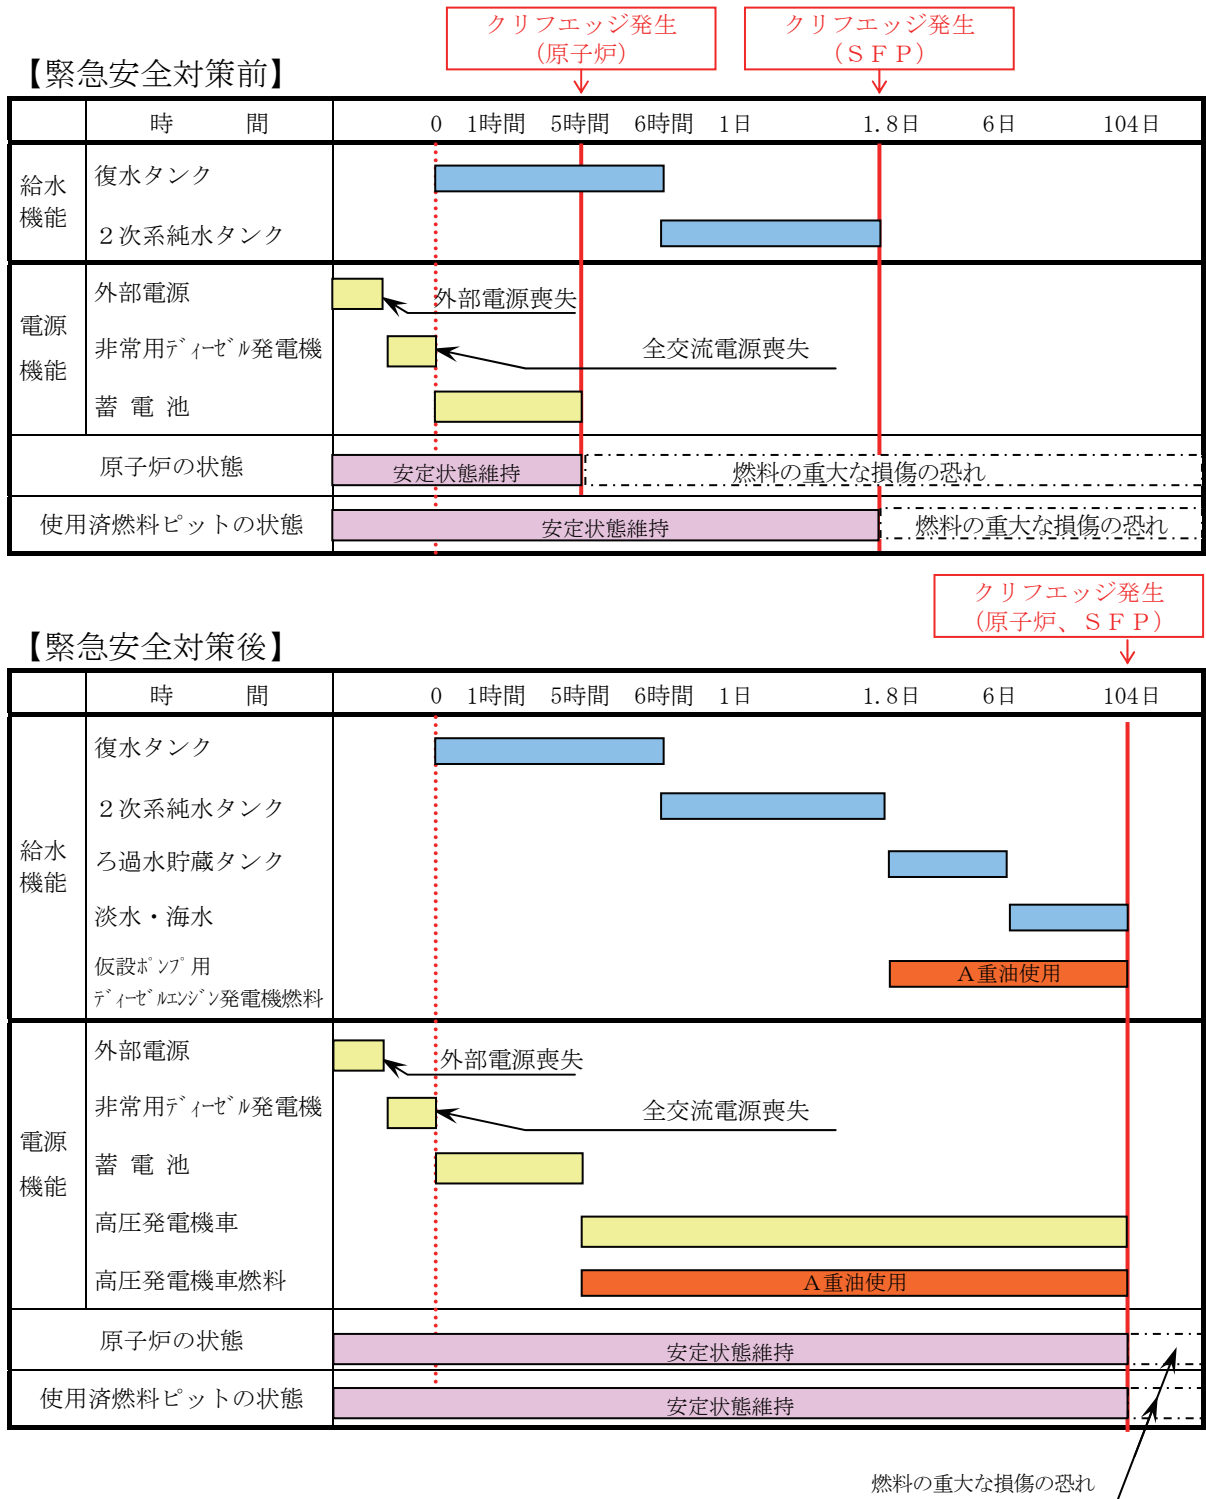 クリフエッジ発生
(原子炉)
クリフエッジ発生
(ＳＦＰ)
【緊急安全対策前】
時 間 0 1時間 5時間 6時間 1日 1.8日 6日 104日
給水
機能
復水タンク
２次系純水タンク
電源
機能
外部電源
外部電源喪失
非常用ﾃﾞｨｰｾﾞﾙ発電機
全交流電源喪失
蓄 電 池
原子炉の状態
安定状態維持
燃料の重大な損傷の恐れ
使用済燃料ピットの状態
安定状態維持
燃料の重大な損傷の恐れ
クリフエッジ発生
(原子炉、ＳＦＰ)
【緊急安全対策後】
時 間 0 1時間 5時間 6時間 1日 1.8日 6日 104日
給水
機能
復水タンク
２次系純水タンク
ろ過水貯蔵タンク
淡水・海水
仮設ﾎﾟﾝﾌﾟ用
ﾃﾞｨｰｾﾞﾙｴﾝｼﾞﾝ発電機燃料
Ａ重油使用
電源
機能
外部電源
外部電源喪失
非常用ﾃﾞｨｰｾﾞﾙ発電機
全交流電源喪失
蓄 電 池
高圧発電機車
高圧発電機車燃料
Ａ重油使用
原子炉の状態
安定状態維持
使用済燃料ピットの状態
安定状態維持
燃料の重大な損傷の恐れ